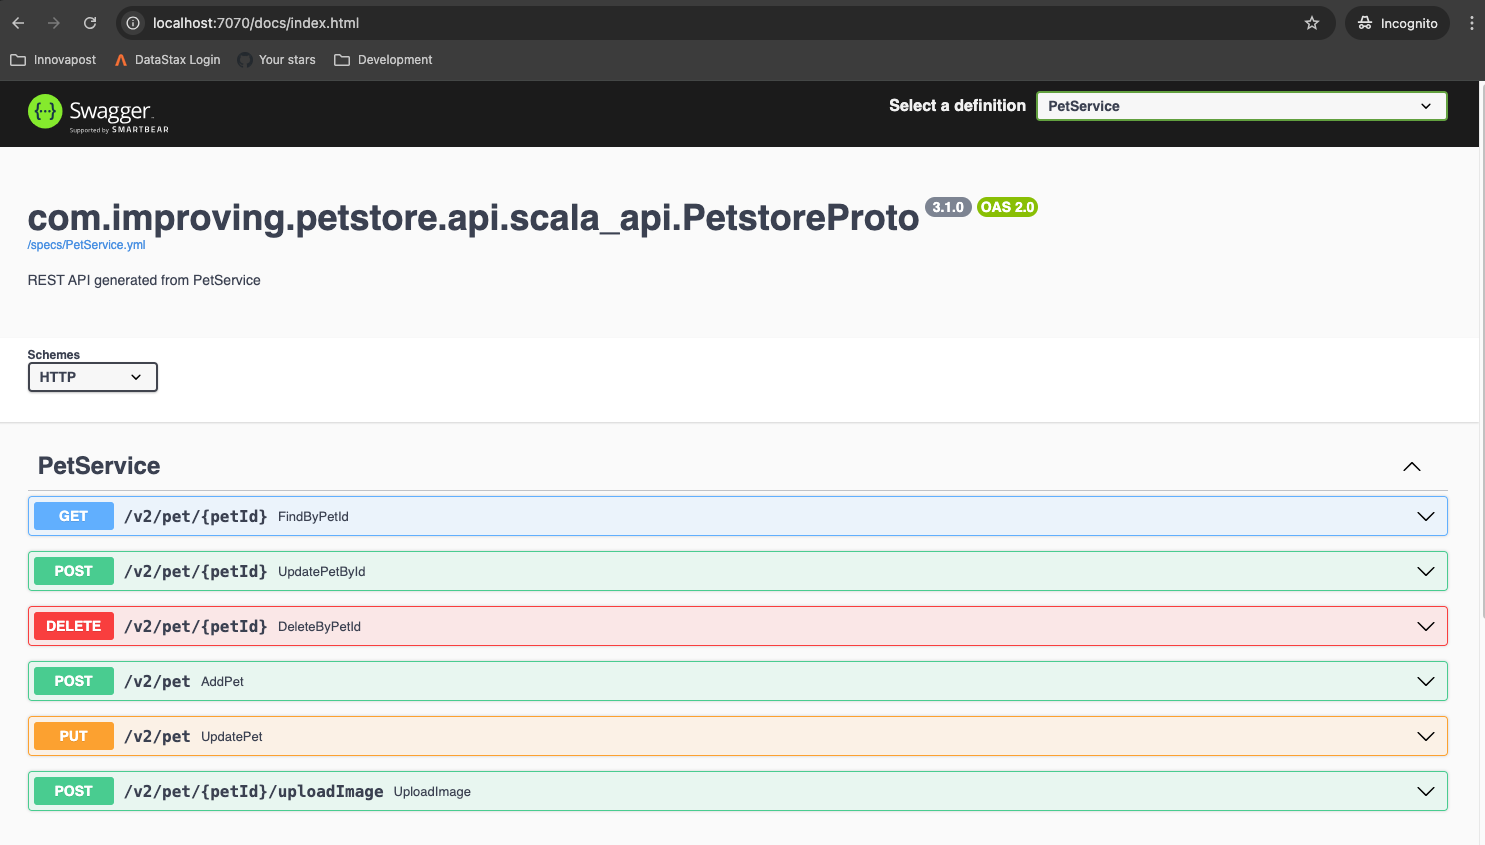 localhost:7070/docs/index.html
Incognito
Innovapost
DataStax Login
Your stars
Development
{···} Swagger
Supported by SMARTBEAR
Select a definition
PetService
com.improving.petstore.api.scala_api.PetstoreProto 3.1.0 OAS 2.0
/specs/PetService.yml
REST API generated from PetService
Schemes
HTTP
PetService
GET /v2/pet/{petId} FindByPetId
POST /v2/pet/{petId} UpdatePetById
DELETE /v2/pet/{petId} DeleteByPetId
POST /v2/pet AddPet
PUT /v2/pet UpdatePet
POST /v2/pet/{petId}/uploadImage UploadImage